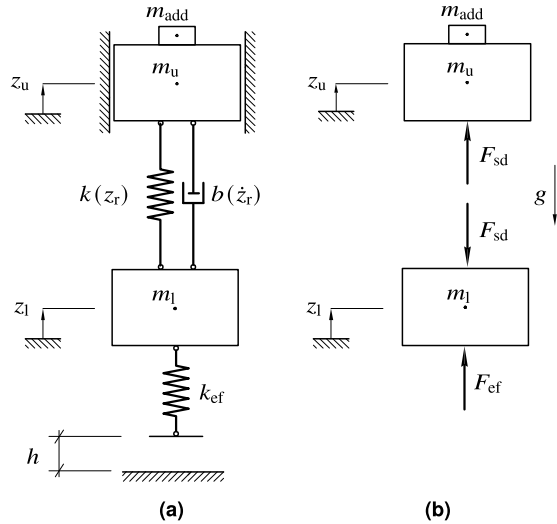 m_add m_add
m_u m_u
z_u z_u
F_sd
k(z_r) b(ż_r) g
F_sd
m_l m_l
z_l z_l
k_ef F_ef
h
(a) (b)